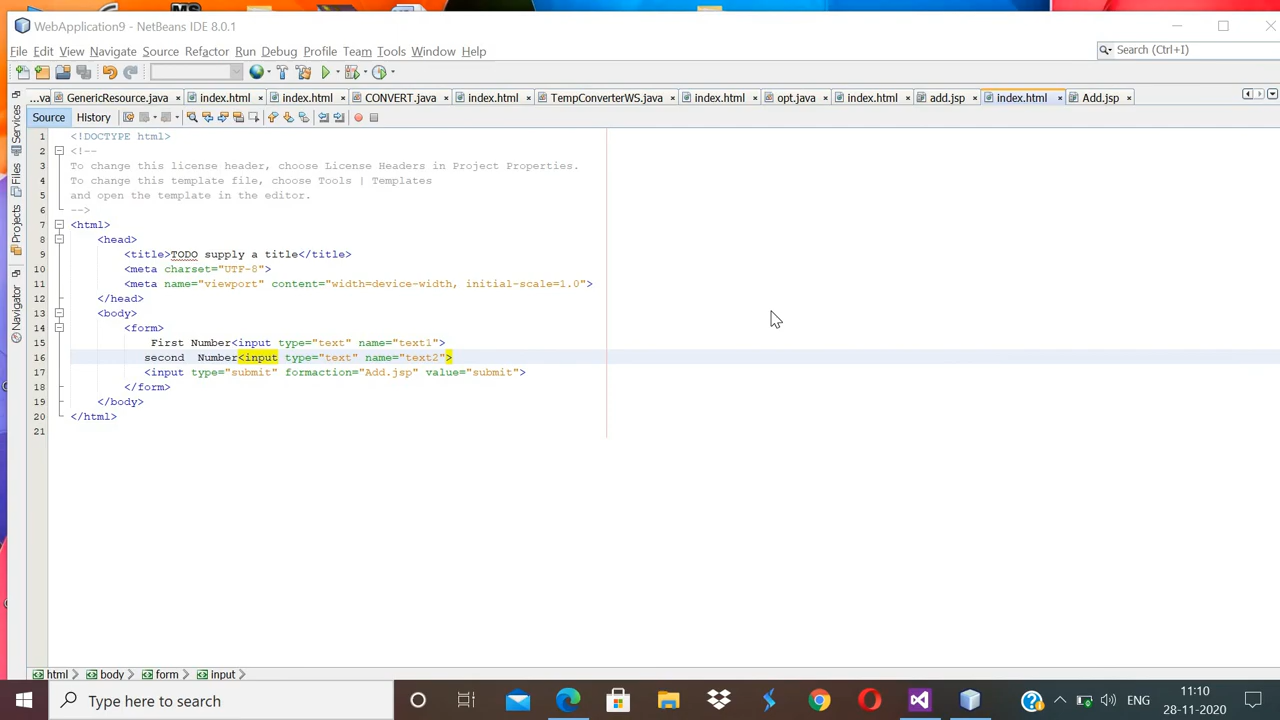 WebApplication9 - NetBeans IDE 8.0.1
File Edit View Navigate Source Refactor Run Debug Profile Team Tools Window Help
Search (Ctrl+I)
...va GenericResource.java index.html index.html CONVERT.java index.html TempConverterWS.java index.html opt.java index.html add.jsp index.html Add.jsp
Source History
Services
Files
Projects
Navigator
1 <!DOCTYPE html>
2 <!--
3 To change this license header, choose License Headers in Project Properties.
4 To change this template file, choose Tools | Templates
5 and open the template in the editor.
6 -->
7 <html>
8 <head>
9 <title>TODO supply a title</title>
10 <meta charset="UTF-8">
11 <meta name="viewport" content="width=device-width, initial-scale=1.0">
12 </head>
13 <body>
14 <form>
15 First Number<input type="text" name="text1">
16 second  Number<input type="text" name="text2">
17 <input type="submit" formaction="Add.jsp" value="submit">
18 </form>
19 </body>
20 </html>
21
html body form input
Type here to search
ENG
11:10
28-11-2020